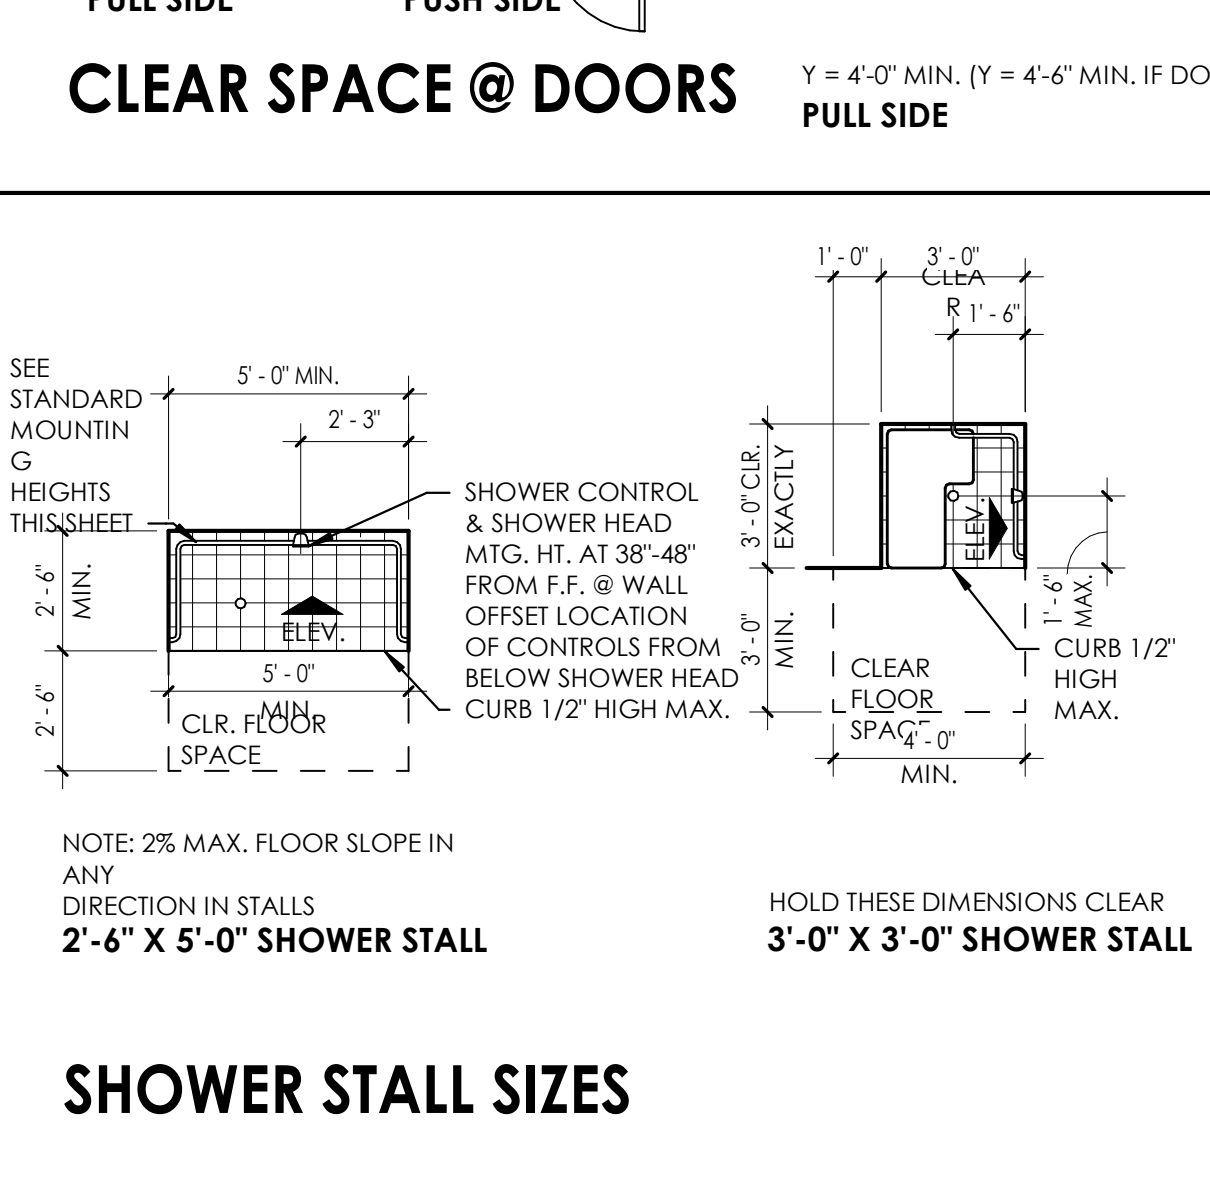 PULL SIDE
PUSH SIDE
CLEAR SPACE @ DOORS
Y = 4'-0" MIN. (Y = 4'-6" MIN. IF DO
PULL SIDE
SEE
STANDARD
MOUNTIN
G
HEIGHTS
THIS SHEET
5' - 0" MIN.
2' - 3"
2' - 6"
MIN.
2' - 6"
ELEV.
5' - 0"
MIN.
CLR. FLOOR
SPACE
SHOWER CONTROL
& SHOWER HEAD
MTG. HT. AT 38"-48"
FROM F.F. @ WALL
OFFSET LOCATION
OF CONTROLS FROM
BELOW SHOWER HEAD
CURB 1/2" HIGH MAX.
NOTE: 2% MAX. FLOOR SLOPE IN
ANY
DIRECTION IN STALLS
2'-6" X 5'-0" SHOWER STALL
1' - 0"
3' - 0"
CLEA
R
1' - 6"
3' - 0" CLR.
EXACTLY
ELEV.
3' - 0"
MIN.
1' - 6"
MAX.
CURB 1/2"
HIGH
MAX.
CLEAR
FLOOR
SPACE
4' - 0"
MIN.
HOLD THESE DIMENSIONS CLEAR
3'-0" X 3'-0" SHOWER STALL
SHOWER STALL SIZES